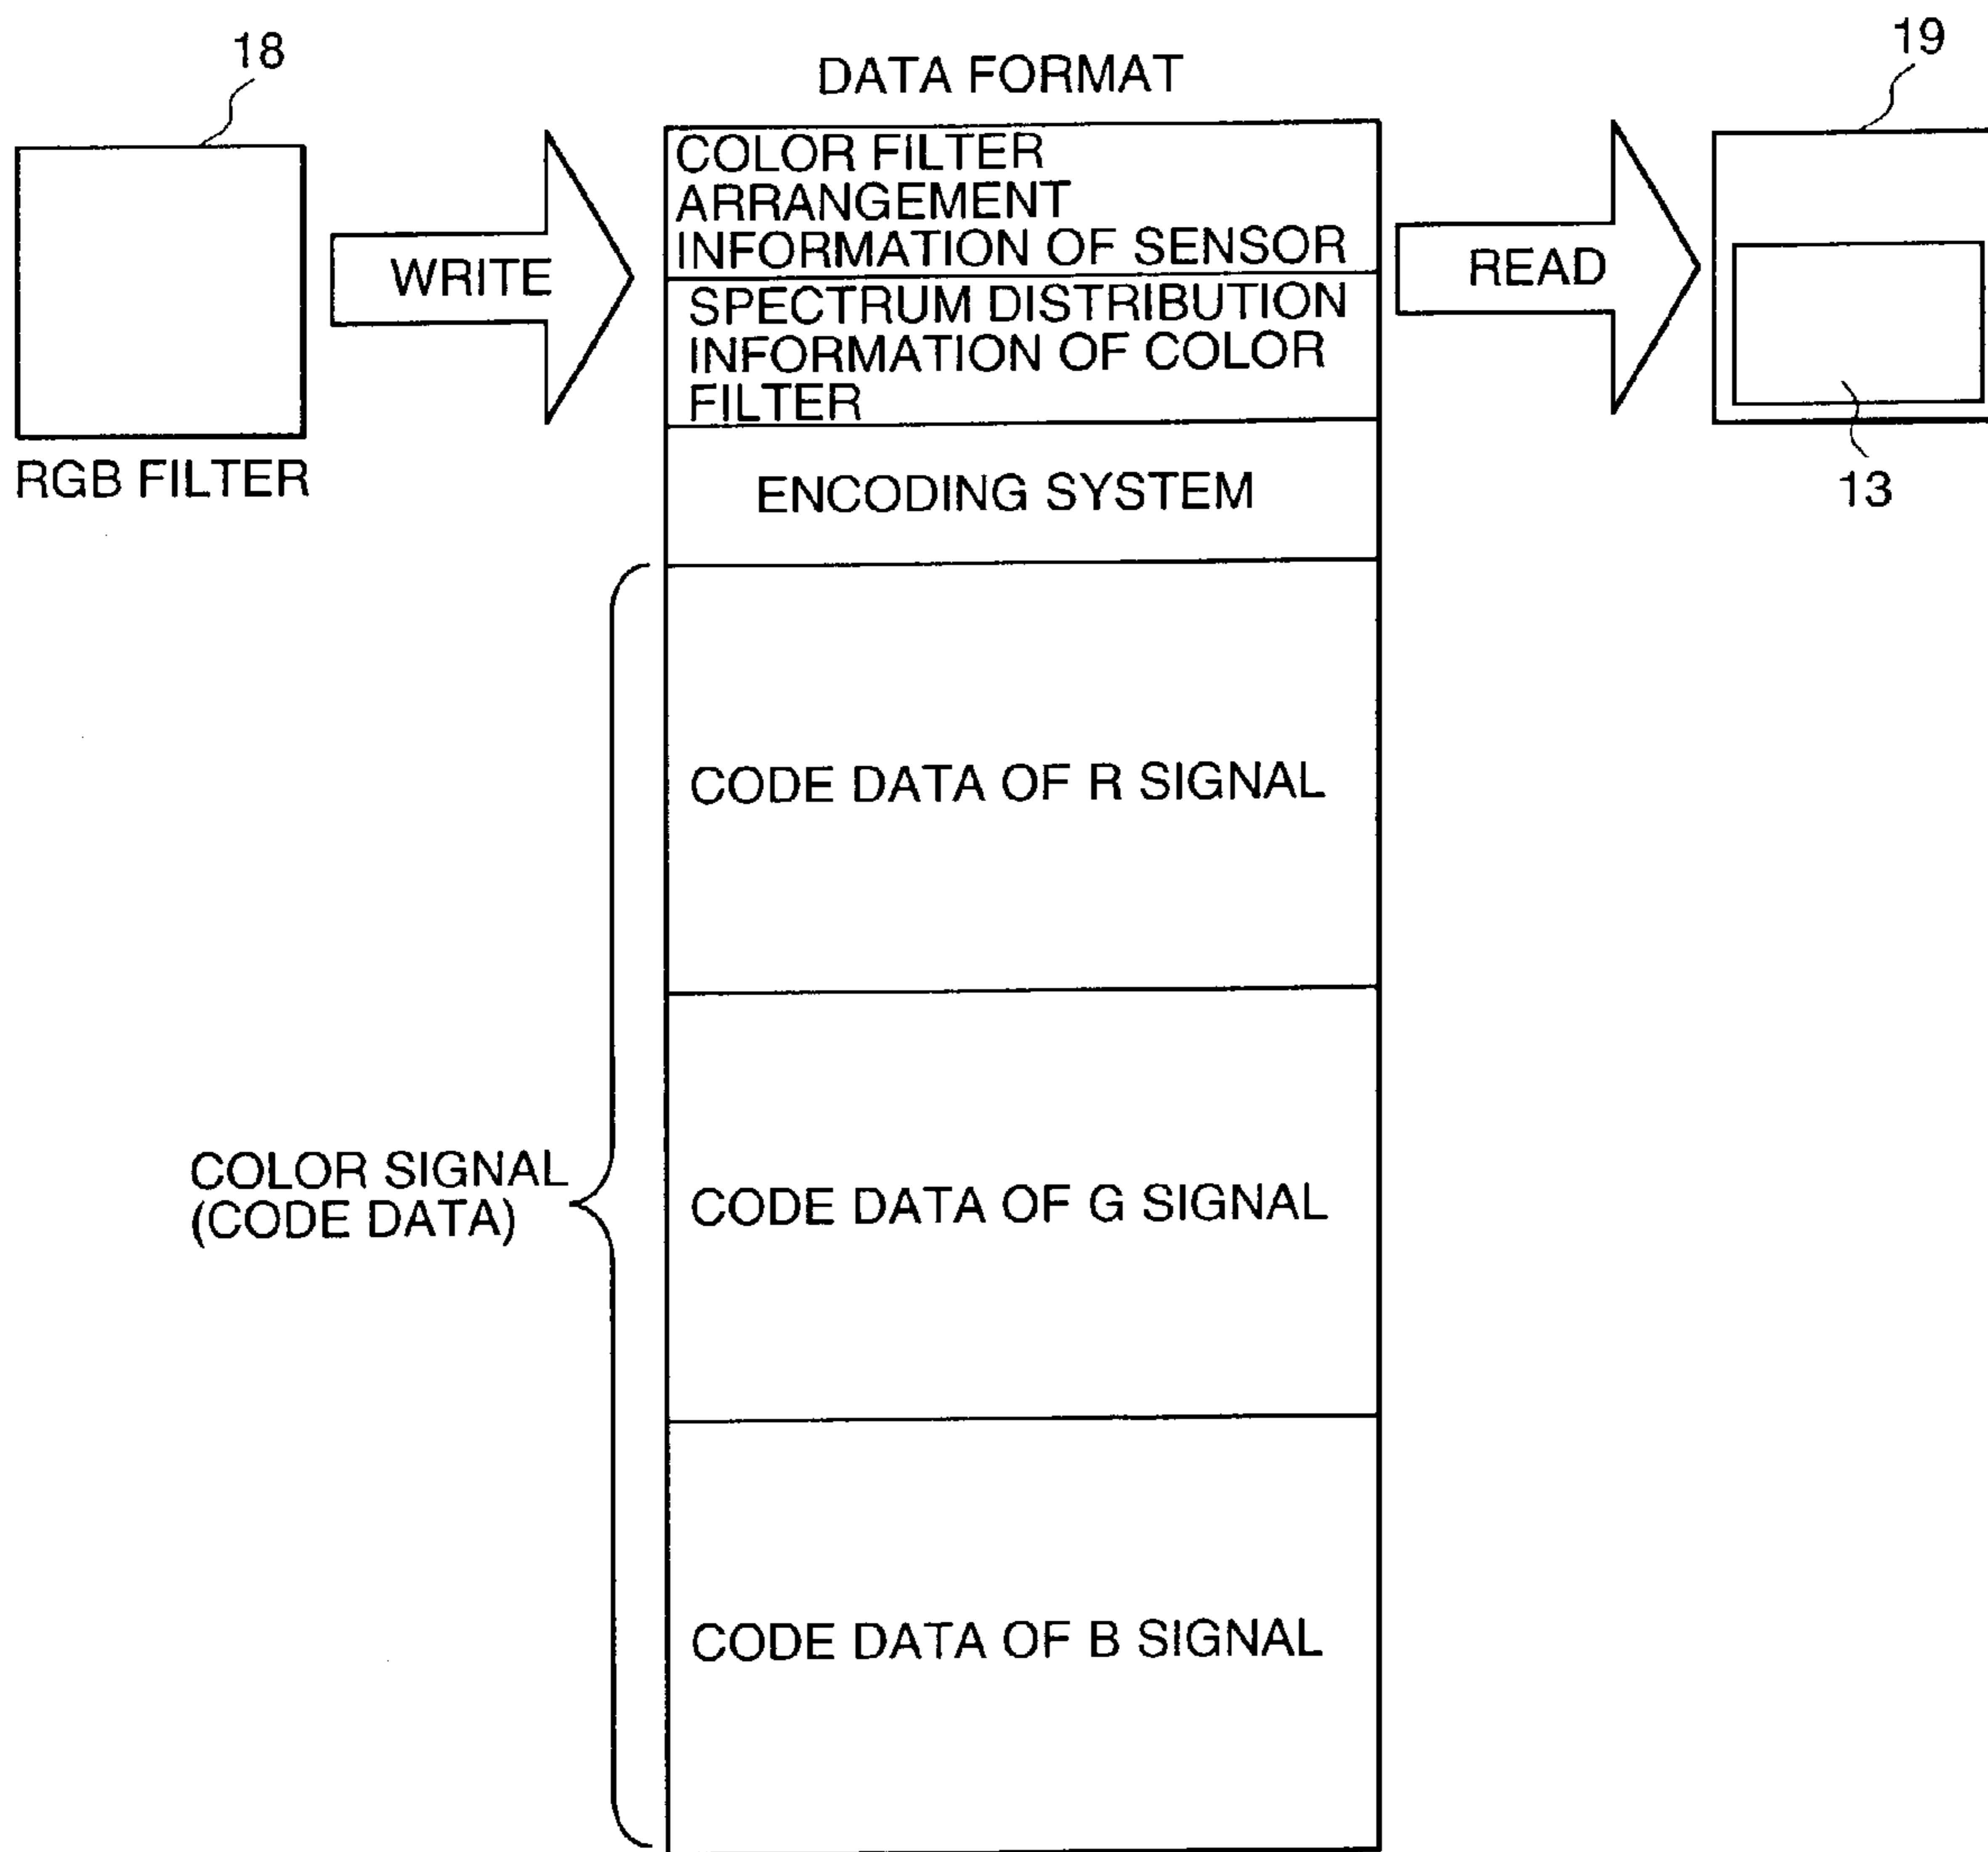 18
19
DATA FORMAT
COLOR FILTER
ARRANGEMENT
INFORMATION OF SENSOR
WRITE
READ
SPECTRUM DISTRIBUTION
INFORMATION OF COLOR
FILTER
RGB FILTER
ENCODING SYSTEM
13
CODE DATA OF R SIGNAL
COLOR SIGNAL
(CODE DATA)
CODE DATA OF G SIGNAL
CODE DATA OF B SIGNAL